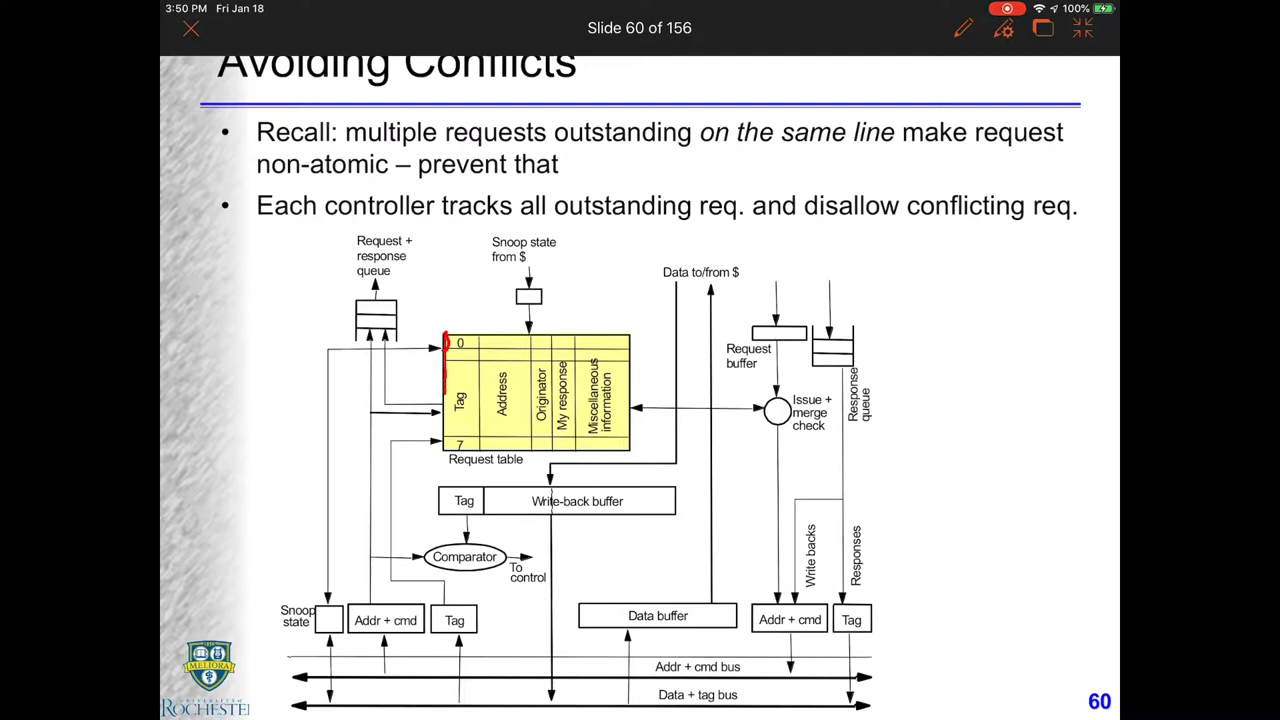 3:50 PM Fri Jan 18
100%
Slide 60 of 156
Avoiding Conflicts
• Recall: multiple requests outstanding on the same line make request
non-atomic – prevent that
• Each controller tracks all outstanding req. and disallow conflicting req.
Request +
response
queue
Snoop state
from $
Data to/from $
0
Tag
Address
Originator
My response
Miscellaneous
information
7
Request table
Request
buffer
Issue +
merge
check
Response
queue
Tag
Write-back buffer
Comparator
To
control
Write backs
Responses
Snoop
state
Addr + cmd
Tag
Data buffer
Addr + cmd
Tag
Addr + cmd bus
Data + tag bus
MELIORA
UNIVERSITY of
ROCHESTER
60